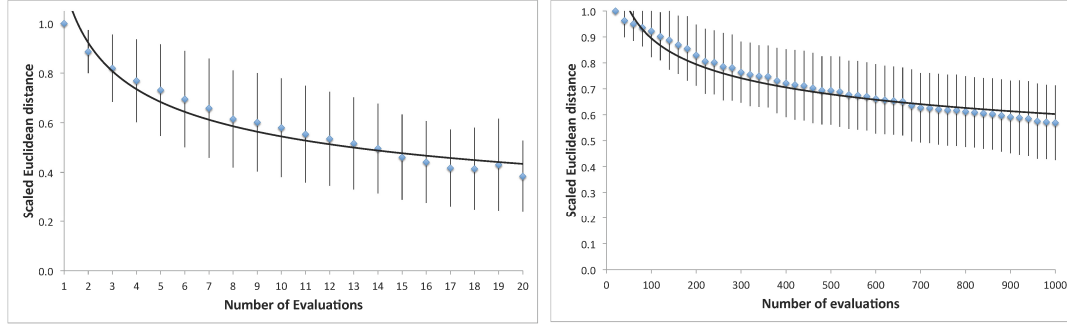 Scaled Euclidean distance
1.0
0.8
0.6
0.4
0.2
0.0
1 2 3 4 5 6 7 8 9 10 11 12 13 14 15 16 17 18 19 20
Number of Evaluations
Scaled Euclidean distance
1.0
0.9
0.8
0.7
0.6
0.5
0.4
0.3
0.2
0.1
0.0
0 100 200 300 400 500 600 700 800 900 1000
Number of evaluations